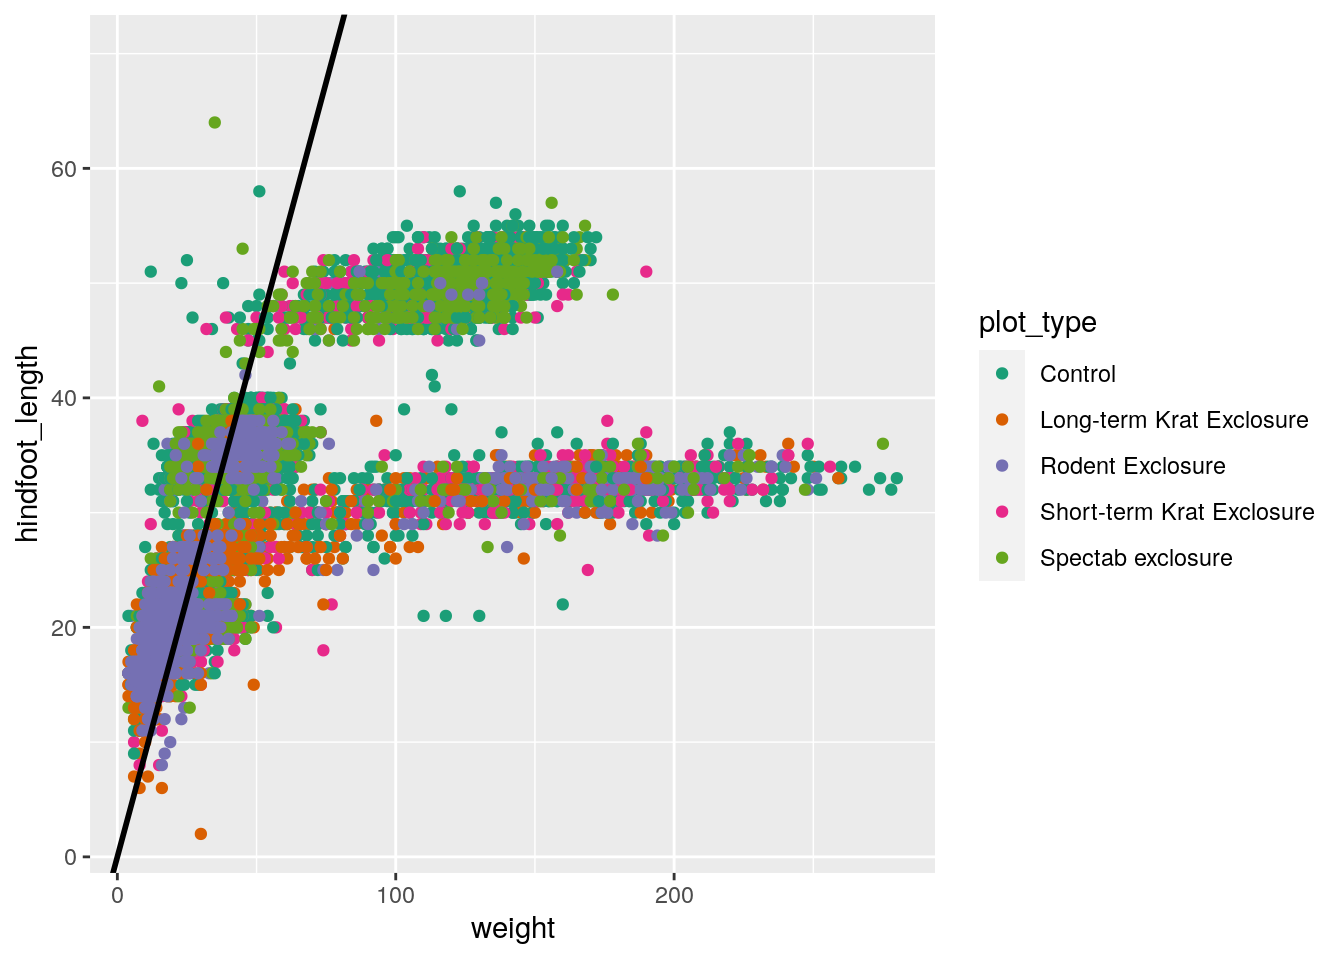 60
40
20
0
hindfoot_length
0 100 200
weight
plot_type
Control
Long-term Krat Exclosure
Rodent Exclosure
Short-term Krat Exclosure
Spectab exclosure